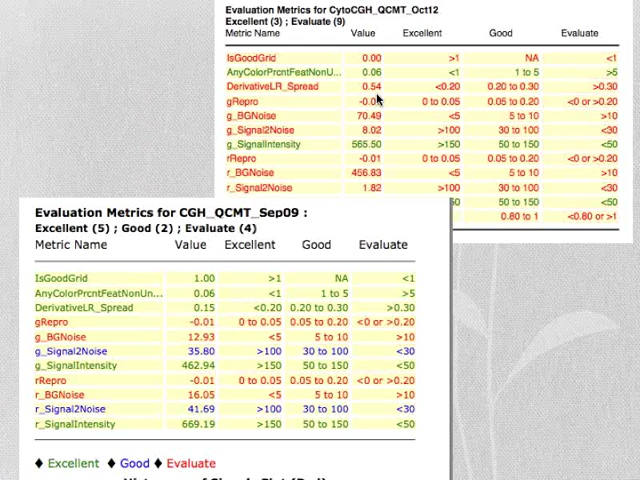 Evaluation Metrics for CytoCGH_QCMT_Oct12
Excellent (3) ; Evaluate (9)
Metric Name Value Excellent Good Evaluate
IsGoodGrid 0.00 >1 NA <1
AnyColorPrcntFeatNonU... 0.06 <1 1 to 5 >5
DerivativeLR_Spread 0.54 <0.20 0.20 to 0.30 >0.30
gRepro 0 to 0.05 0.05 to 0.20 <0 or >0.20
g_BGNoise 70.49 <5 5 to 10 >10
g_Signal2Noise 8.02 >100 30 to 100 <30
g_SignalIntensity 565.50 >150 50 to 150 <50
rRepro -0.01 0 to 0.05 0.05 to 0.20 <0 or >0.20
r_BGNoise 456.83 <5 5 to 10 >10
r_Signal2Noise 1.82 >100 30 to 100 <30
50 to 150 <50
0.80 to 1 <0.80 or >1
Evaluation Metrics for CGH_QCMT_Sep09 :
Excellent (5) ; Good (2) ; Evaluate (4)
Metric Name Value Excellent Good Evaluate
IsGoodGrid 1.00 >1 NA <1
AnyColorPrcntFeatNonUn... 0.06 <1 1 to 5 >5
DerivativeLR_Spread 0.15 <0.20 0.20 to 0.30 >0.30
gRepro -0.01 0 to 0.05 0.05 to 0.20 <0 or >0.20
g_BGNoise 12.93 <5 5 to 10 >10
g_Signal2Noise 35.80 >100 30 to 100 <30
g_SignalIntensity 462.94 >150 50 to 150 <50
rRepro -0.01 0 to 0.05 0.05 to 0.20 <0 or >0.20
r_BGNoise 16.05 <5 5 to 10 >10
r_Signal2Noise 41.69 >100 30 to 100 <30
r_SignalIntensity 669.19 >150 50 to 150 <50
♦ Excellent ♦ Good ♦ Evaluate